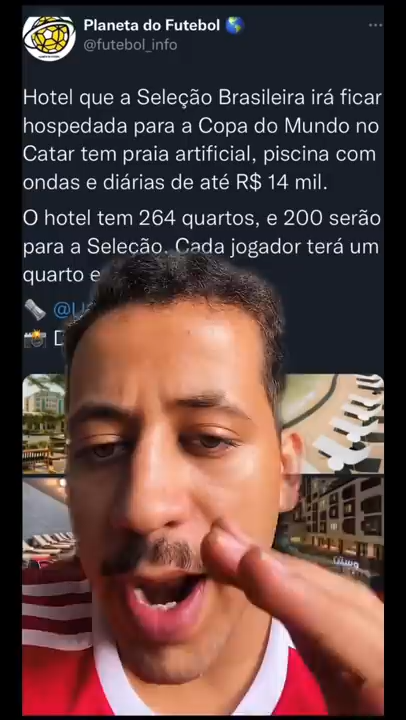 Planeta do Futebol
@futebol_info
Hotel que a Seleção Brasileira irá ficar
hospedada para a Copa do Mundo no
Catar tem praia artificial, piscina com
ondas e diárias de até R$ 14 mil.
O hotel tem 264 quartos, e 200 serão
para a Seleção. Cada jogador terá um
quarto e